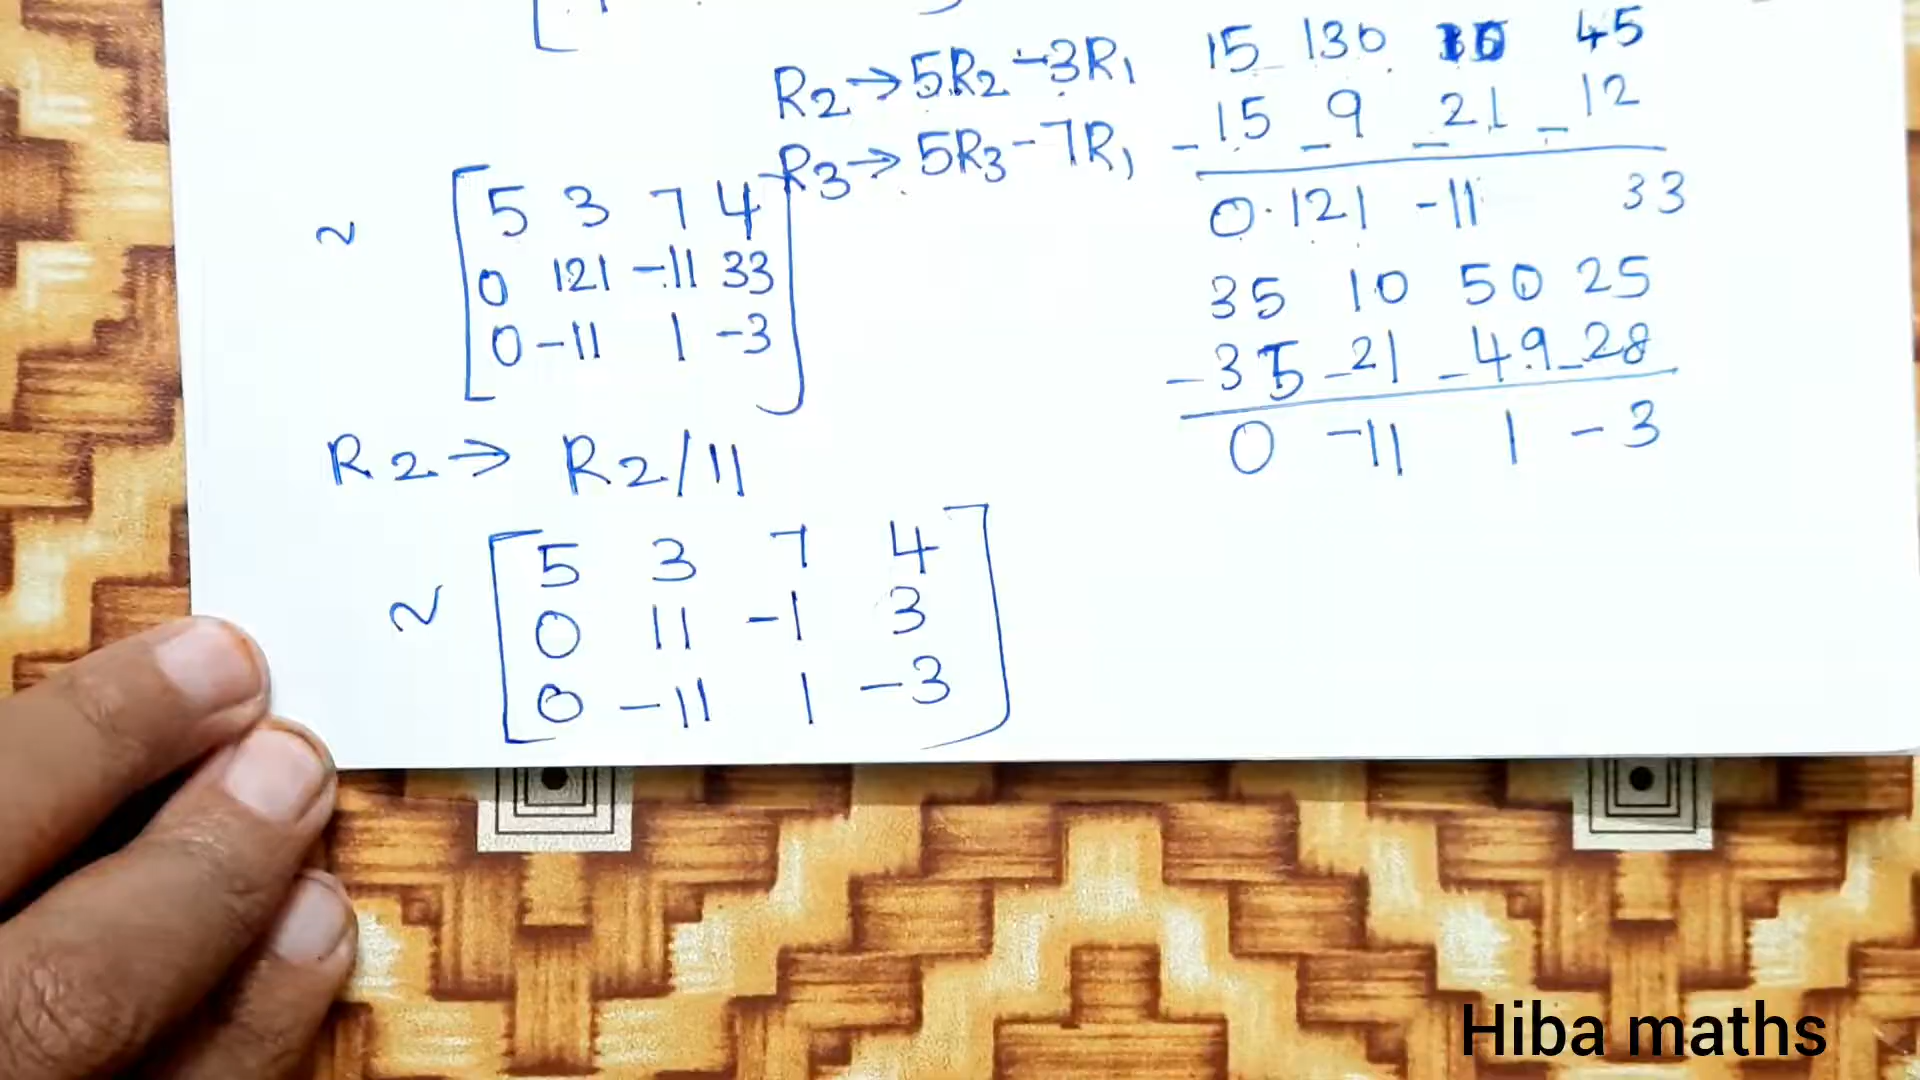 R2 → 5R2 - 3R1
R3 → 5R3 - 7R1
15 130 10 45
-15 -9 -21 -12
0 121 -11 33
35 10 50 25
-35 -21 -49 -28
0 -11 1 -3
~ [5 3 7 4
0 121 -11 33
0 -11 1 -3]
R2 → R2/11
~ [5 3 7 4
0 11 -1 3
0 -11 1 -3]
Hiba maths